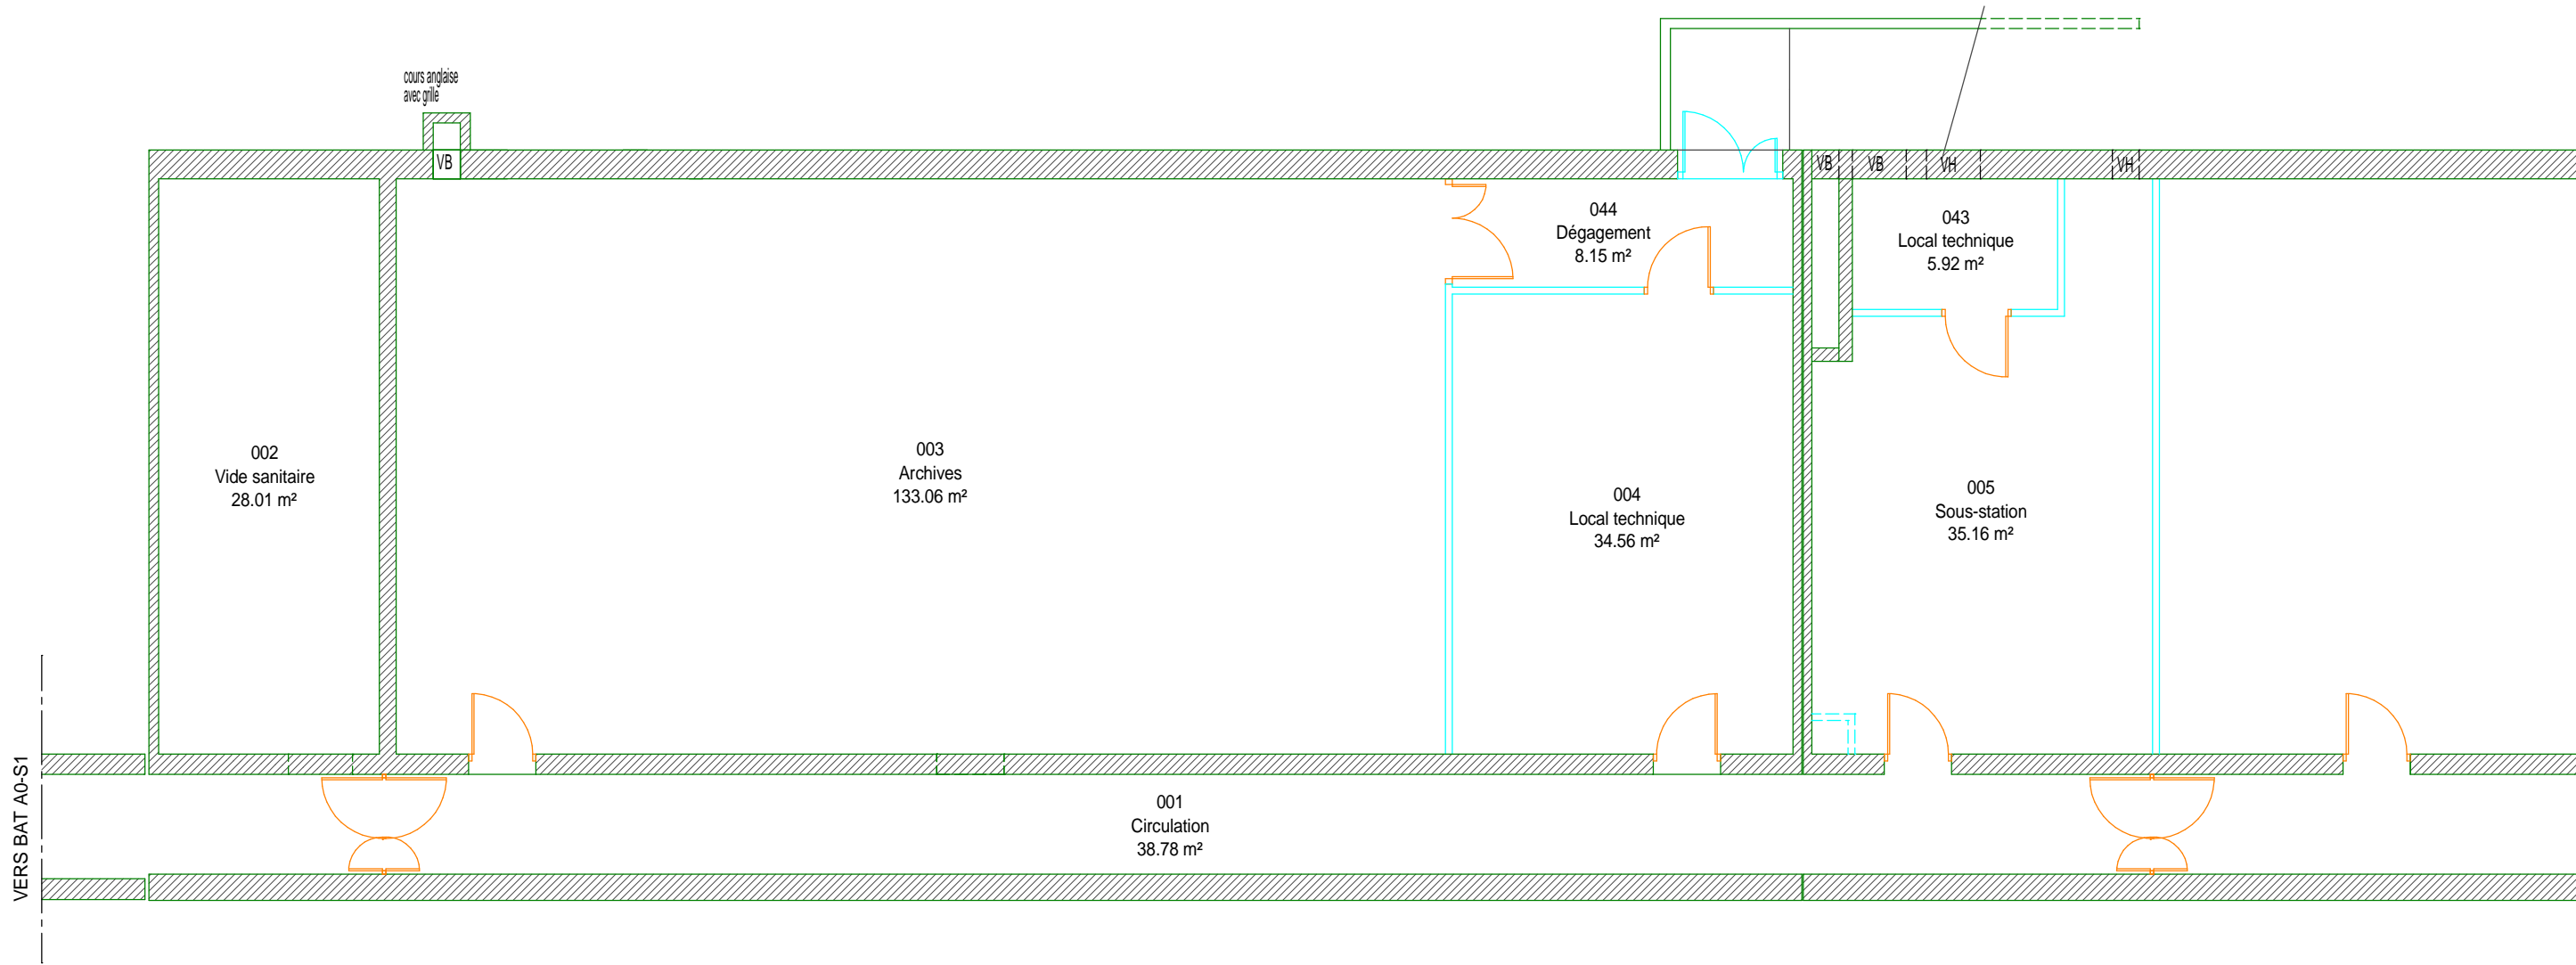 cours anglaise
avec grille
VB
VB
VB
VH
VH
044
Dégagement
8.15 m²
043
Local technique
5.92 m²
002
Vide sanitaire
28.01 m²
003
Archives
133.06 m²
004
Local technique
34.56 m²
005
Sous-station
35.16 m²
001
Circulation
38.78 m²
VERS BAT A0-S1